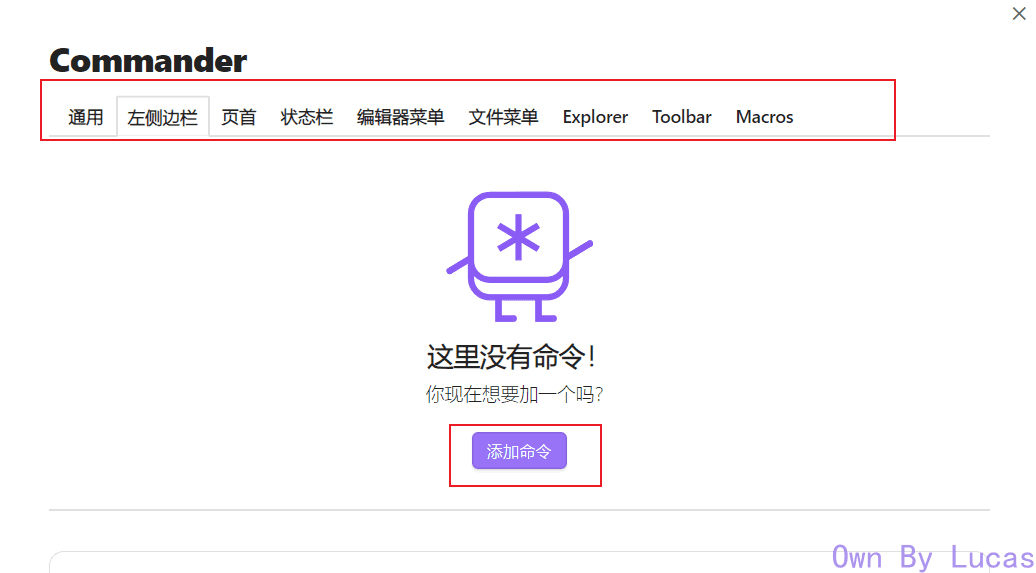 Commander
通用 左侧边栏 页首 状态栏 编辑器菜单 文件菜单 Explorer Toolbar Macros
这里没有命令！
你现在想要加一个吗？
添加命令
Own By Lucas